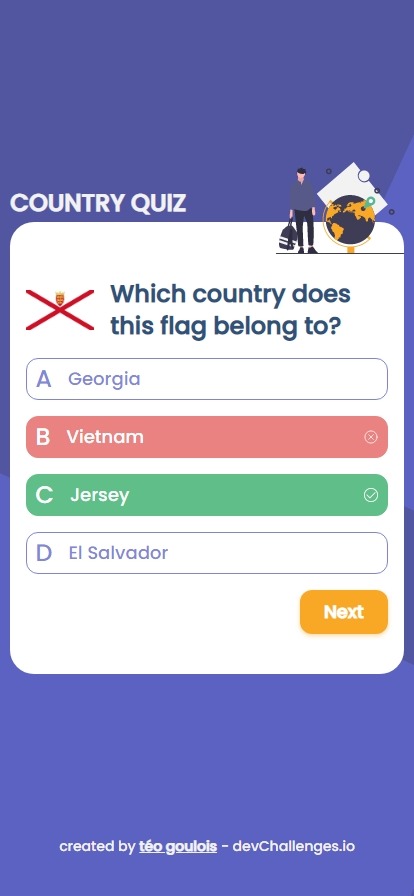 COUNTRY QUIZ
Which country does
this flag belong to?
A Georgia
B Vietnam
C Jersey
D El Salvador
Next
created by téo goulois - devChallenges.io